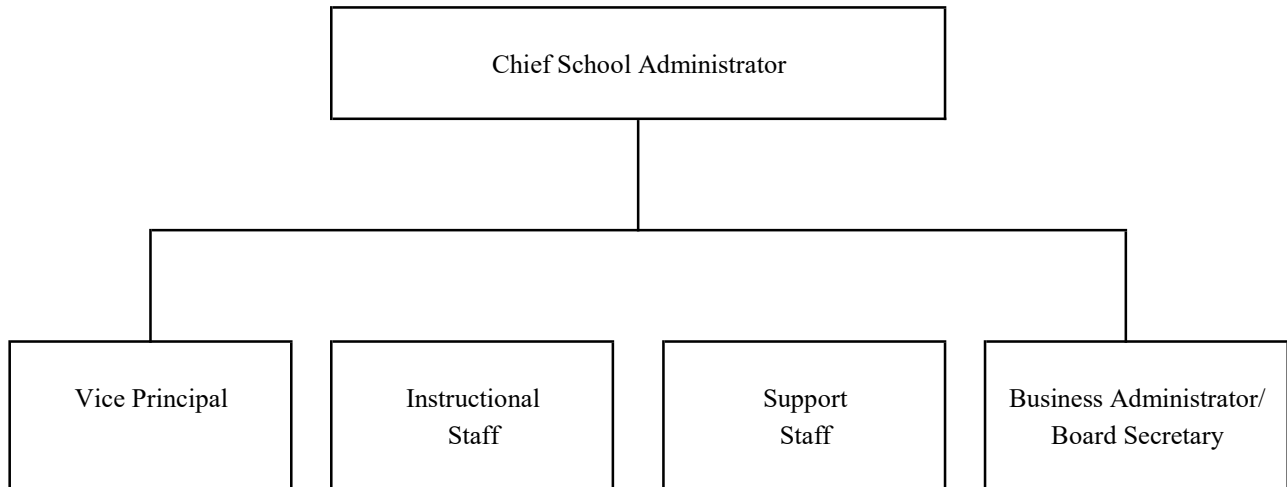 Chief School Administrator
Vice Principal
Instructional
Staff
Support
Staff
Business Administrator/
Board Secretary